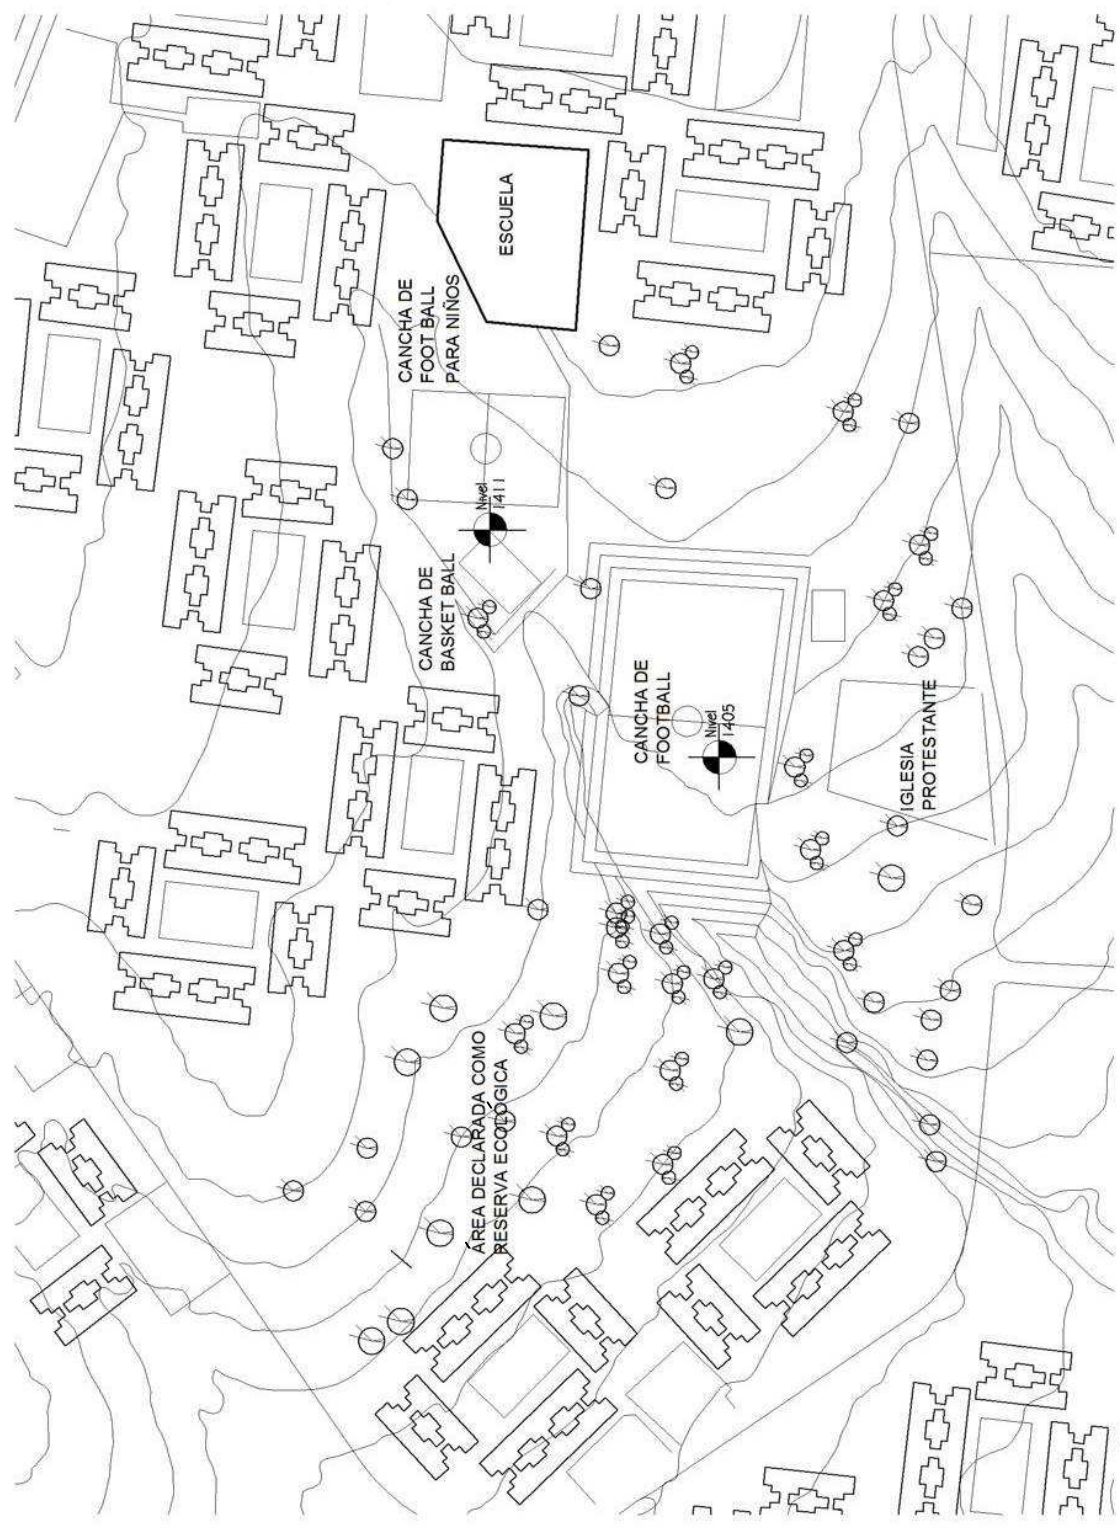 ESCUELA
CANCHA DE
FOOT BALL
PARA NIÑOS
Nivel
1411
CANCHA DE
BASKET BALL
CANCHA DE
FOOTBALL
Nivel
1405
IGLESIA
PROTESTANTE
ÁREA DECLARADA COMO
RESERVA ECOLÓGICA